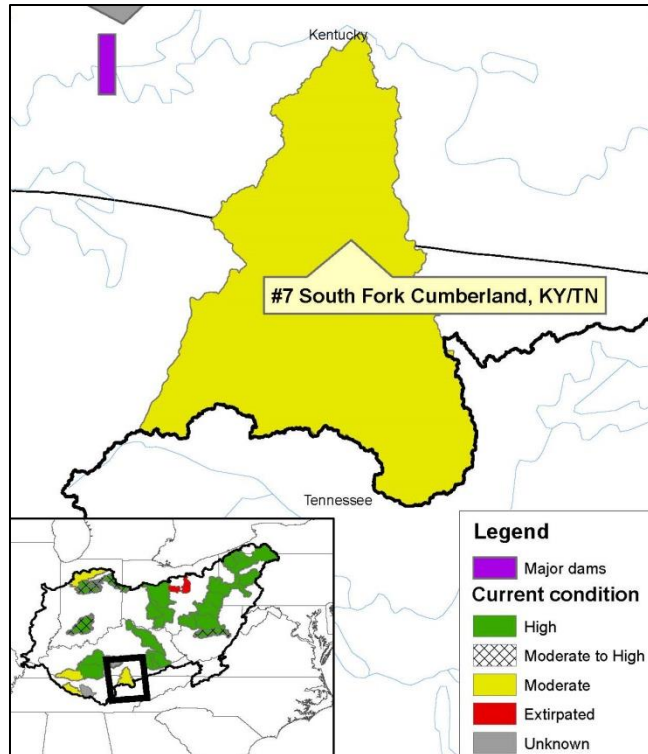 Kentucky
#7 South Fork Cumberland, KY/TN
Tennessee
Legend
Major dams
Current condition
High
Moderate to High
Moderate
Extirpated
Unknown